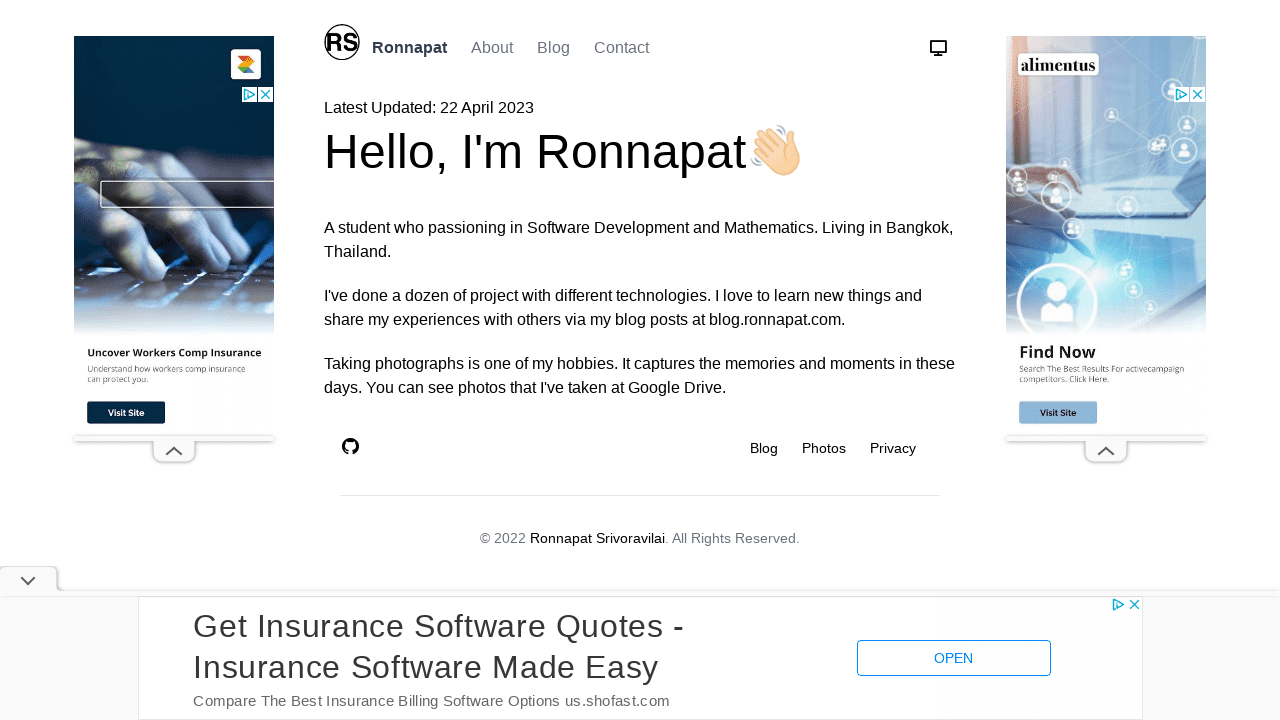 RS
Ronnapat
About
Blog
Contact
Latest Updated: 22 April 2023
Hello, I'm Ronnapat👋🏻
A student who passioning in Software Development and Mathematics. Living in Bangkok,
Thailand.
I've done a dozen of project with different technologies. I love to learn new things and
share my experiences with others via my blog posts at blog.ronnapat.com.
Taking photographs is one of my hobbies. It captures the memories and moments in these
days. You can see photos that I've taken at Google Drive.
Blog
Photos
Privacy
© 2022 Ronnapat Srivoravilai. All Rights Reserved.
Uncover Workers Comp Insurance
Understand how workers comp insurance
can protect you.
Visit Site
alimentus
Find Now
Search The Best Results For activecampaign
competitors. Click Here.
Visit Site
Get Insurance Software Quotes -
Insurance Software Made Easy
Compare The Best Insurance Billing Software Options us.shofast.com
OPEN